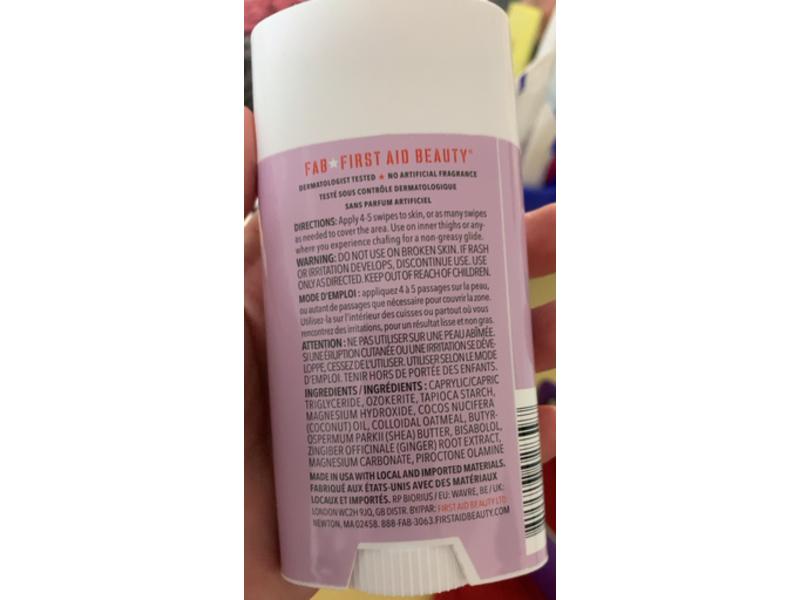 FAB★FIRST AID BEAUTY®
DERMATOLOGIST TESTED ★ NO ARTIFICIAL FRAGRANCE
TESTÉ SOUS CONTRÔLE DERMATOLOGIQUE
SANS PARFUM ARTIFICIEL
DIRECTIONS: Apply 4-5 swipes to skin, or as many swipes
as needed to cover the area. Use on inner thighs or any-
where you experience chafing for a non-greasy glide.
WARNING: DO NOT USE ON BROKEN SKIN. IF RASH
OR IRRITATION DEVELOPS, DISCONTINUE USE. USE
ONLY AS DIRECTED. KEEP OUT OF REACH OF CHILDREN.
MODE D'EMPLOI : appliquez 4 à 5 passages sur la peau,
ou autant de passages que nécessaire pour couvrir la zone.
Utilisez-la sur l'intérieur des cuisses ou partout où vous
rencontrez des irritations, pour un résultat lisse et non gras.
ATTENTION : NE PAS UTILISER SUR UNE PEAU ABÎMÉE.
SI UNE ÉRUPTION CUTANÉE OU UNE IRRITATION SE DÉVE-
LOPPE, CESSEZ DE L'UTILISER. UTILISER SELON LE MODE
D'EMPLOI. TENIR HORS DE PORTÉE DES ENFANTS.
INGREDIENTS / INGRÉDIENTS : CAPRYLIC/CAPRIC
TRIGLYCERIDE, OZOKERITE, TAPIOCA STARCH,
MAGNESIUM HYDROXIDE, COCOS NUCIFERA
(COCONUT) OIL, COLLOIDAL OATMEAL, BUTYR-
OSPERMUM PARKII (SHEA) BUTTER, BISABOLOL,
ZINGIBER OFFICINALE (GINGER) ROOT EXTRACT,
MAGNESIUM CARBONATE, PIROCTONE OLAMINE
MADE IN USA WITH LOCAL AND IMPORTED MATERIALS.
FABRIQUÉ AUX ÉTATS-UNIS AVEC DES MATÉRIAUX
LOCAUX ET IMPORTÉS. RP BIORIUS / EU: WAVRE, BE / UK:
LONDON WC2H 9JQ, GB DISTR. BY/PAR: FIRST AID BEAUTY LTD.
NEWTON, MA 02458. 888-FAB-3063. FIRSTAIDBEAUTY.COM